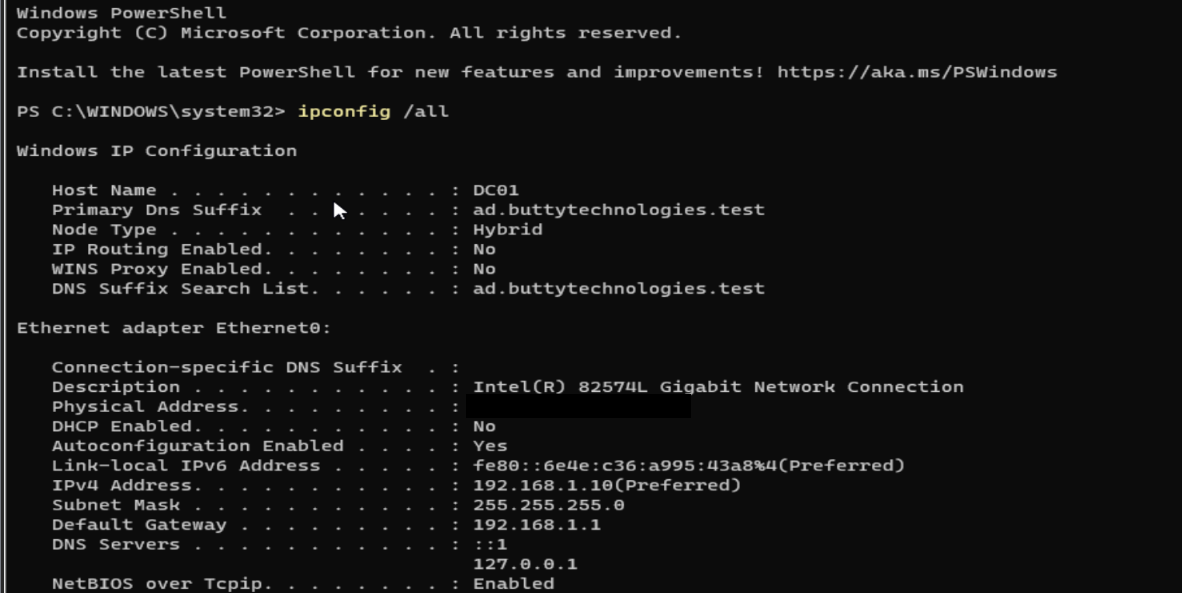 Windows PowerShell
Copyright (C) Microsoft Corporation. All rights reserved.
Install the latest PowerShell for new features and improvements! https://aka.ms/PSWindows
PS C:\WINDOWS\system32> ipconfig /all
Windows IP Configuration
Host Name . . . . . . . . . . . . : DC01
Primary Dns Suffix  . . . . . . . : ad.buttytechnologies.test
Node Type . . . . . . . . . . . . : Hybrid
IP Routing Enabled. . . . . . . . : No
WINS Proxy Enabled. . . . . . . . : No
DNS Suffix Search List. . . . . . : ad.buttytechnologies.test
Ethernet adapter Ethernet0:
Connection-specific DNS Suffix  . :
Description . . . . . . . . . . . : Intel(R) 82574L Gigabit Network Connection
Physical Address. . . . . . . . . :
DHCP Enabled. . . . . . . . . . . : No
Autoconfiguration Enabled . . . . : Yes
Link-local IPv6 Address . . . . . : fe80::6e4e:c36:a995:43a8%4(Preferred)
IPv4 Address. . . . . . . . . . . : 192.168.1.10(Preferred)
Subnet Mask . . . . . . . . . . . : 255.255.255.0
Default Gateway . . . . . . . . . : 192.168.1.1
DNS Servers . . . . . . . . . . . : ::1
127.0.0.1
NetBIOS over Tcpip. . . . . . . . : Enabled